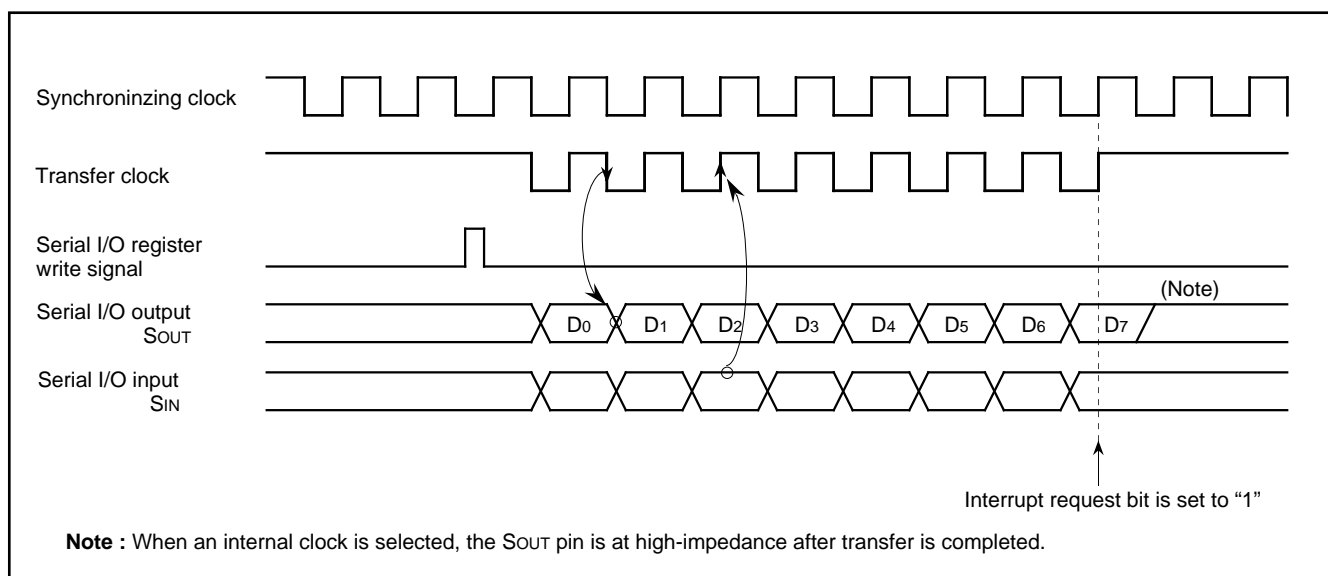 Synchroninzing clock
Transfer clock
Serial I/O register
write signal
(Note)
Serial I/O output
SOUT
D0 D1 D2 D3 D4 D5 D6 D7
Serial I/O input
SIN
Interrupt request bit is set to “1”
Note : When an internal clock is selected, the SOUT pin is at high-impedance after transfer is completed.